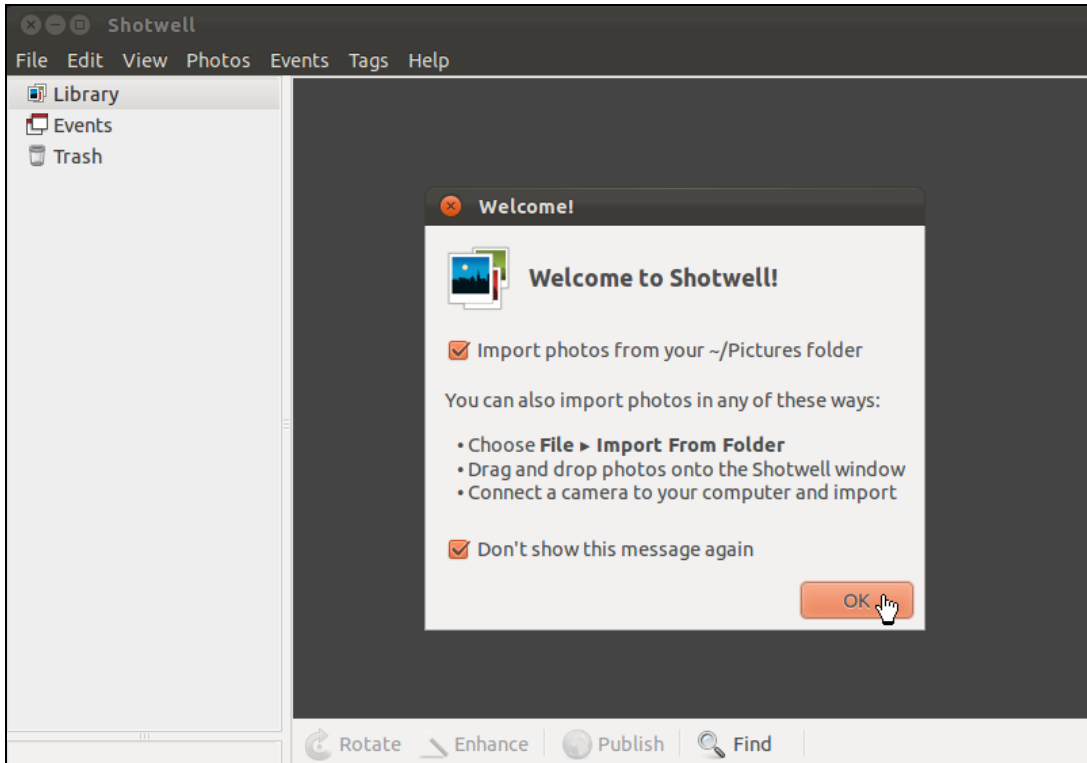 Shotwell
File Edit View Photos Events Tags Help
Library
Events
Trash
Welcome!
Welcome to Shotwell!
Import photos from your ~/Pictures folder
You can also import photos in any of these ways:
• Choose File ▸ Import From Folder
• Drag and drop photos onto the Shotwell window
• Connect a camera to your computer and import
Don't show this message again
OK
Rotate Enhance Publish Find